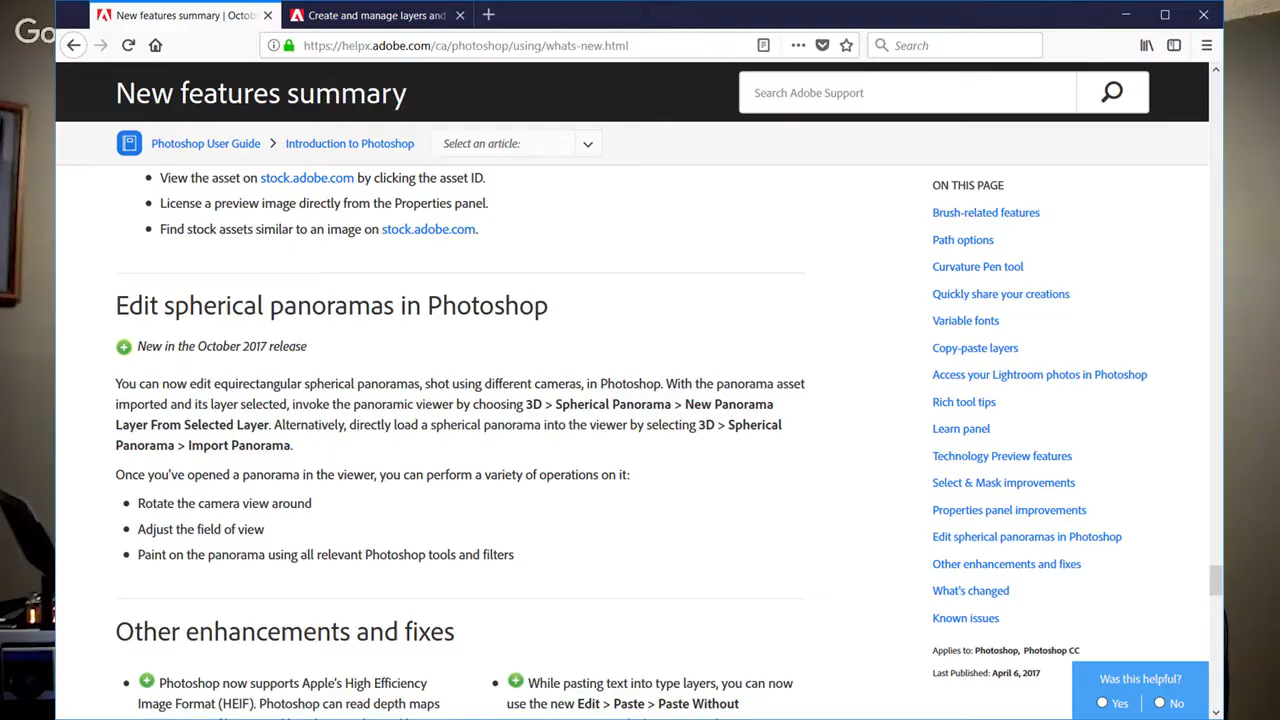 Go
New features summary | Octob
Create and manage layers and
https://helpx.adobe.com/ca/photoshop/using/whats-new.html
Search
New features summary
Search Adobe Support
Photoshop User Guide > Introduction to Photoshop
Select an article:
View the asset on stock.adobe.com by clicking the asset ID.
License a preview image directly from the Properties panel.
Find stock assets similar to an image on stock.adobe.com.
Edit spherical panoramas in Photoshop
New in the October 2017 release
You can now edit equirectangular spherical panoramas, shot using different cameras, in Photoshop. With the panorama asset
imported and its layer selected, invoke the panoramic viewer by choosing 3D > Spherical Panorama > New Panorama
Layer From Selected Layer. Alternatively, directly load a spherical panorama into the viewer by selecting 3D > Spherical
Panorama > Import Panorama.
Once you've opened a panorama in the viewer, you can perform a variety of operations on it:
Rotate the camera view around
Adjust the field of view
Paint on the panorama using all relevant Photoshop tools and filters
Other enhancements and fixes
Photoshop now supports Apple's High Efficiency
Image Format (HEIF). Photoshop can read depth maps
While pasting text into type layers, you can now
use the new Edit > Paste > Paste Without
ON THIS PAGE
Brush-related features
Path options
Curvature Pen tool
Quickly share your creations
Variable fonts
Copy-paste layers
Access your Lightroom photos in Photoshop
Rich tool tips
Learn panel
Technology Preview features
Select & Mask improvements
Properties panel improvements
Edit spherical panoramas in Photoshop
Other enhancements and fixes
What's changed
Known issues
Applies to: Photoshop, Photoshop CC
Last Published: April 6, 2017
Was this helpful?
Yes
No